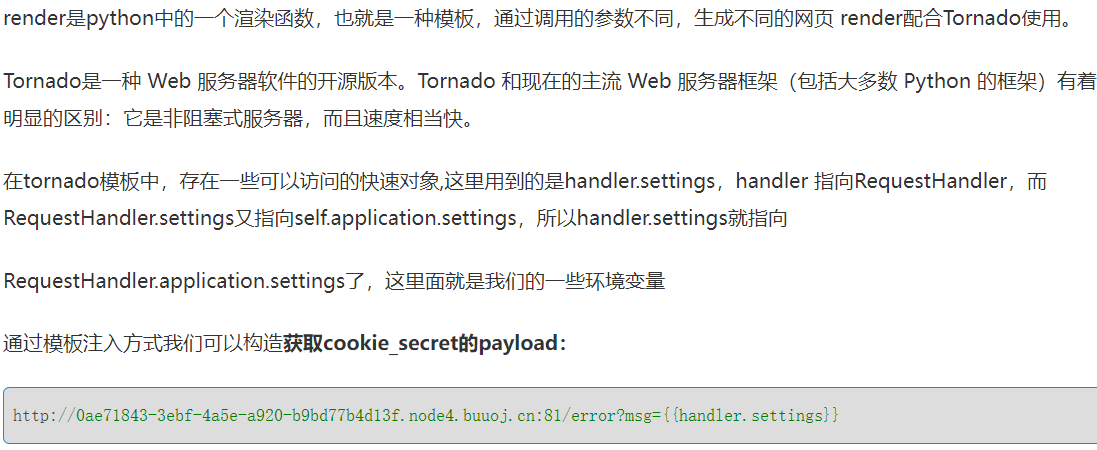 render是python中的一个渲染函数，也就是一种模板，通过调用的参数不同，生成不同的网页 render配合Tornado使用。
Tornado是一种 Web 服务器软件的开源版本。Tornado 和现在的主流 Web 服务器框架（包括大多数 Python 的框架）有着
明显的区别：它是非阻塞式服务器，而且速度相当快。
在tornado模板中，存在一些可以访问的快速对象,这里用到的是handler.settings，handler 指向RequestHandler，而
RequestHandler.settings又指向self.application.settings，所以handler.settings就指向
RequestHandler.application.settings了，这里面就是我们的一些环境变量
通过模板注入方式我们可以构造获取cookie_secret的payload：
http://0ae71843-3ebf-4a5e-a920-b9bd77b4d13f.node4.buuoj.cn:81/error?msg={{handler.settings}}